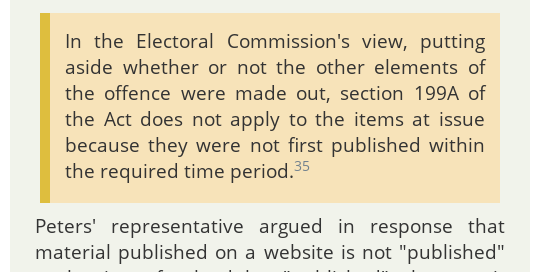 In the Electoral Commission's view, putting
aside whether or not the other elements of
the offence were made out, section 199A of
the Act does not apply to the items at issue
because they were not first published within
the required time period.35
Peters' representative argued in response that
material published on a website is not "published"